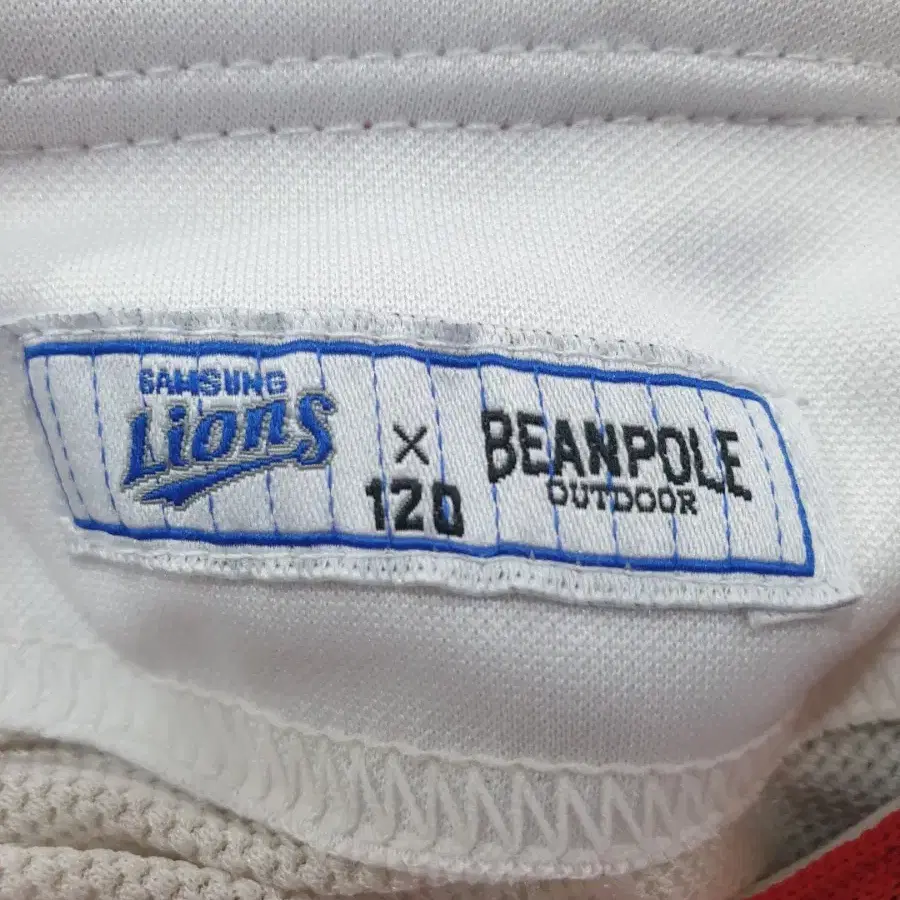 SAMSUNG
Lions
×
120
BEANPOLE
OUTDOOR